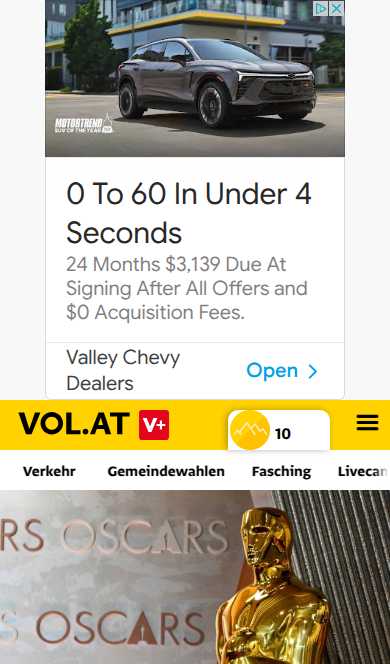 MOTORTREND
SUV OF THE YEAR
0 To 60 In Under 4
Seconds
24 Months $3,139 Due At
Signing After All Offers and
$0 Acquisition Fees.
Valley Chevy
Dealers
Open
VOL.AT V+
10
Verkehr Gemeindewahlen Fasching Livecan
RS OSCARS
S OSCARS